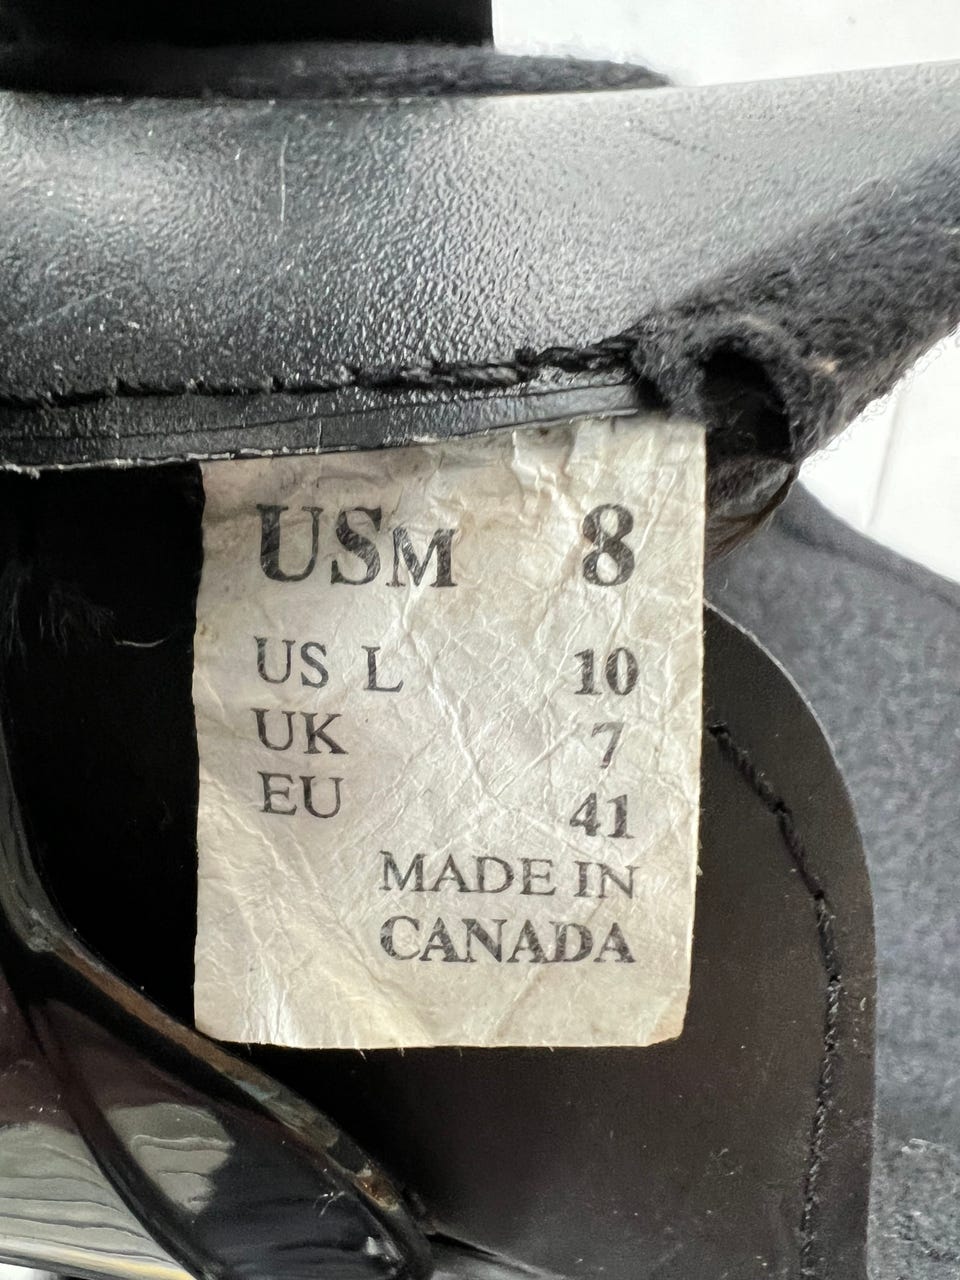 USM 8
US L 10
UK 7
EU 41
MADE IN
CANADA